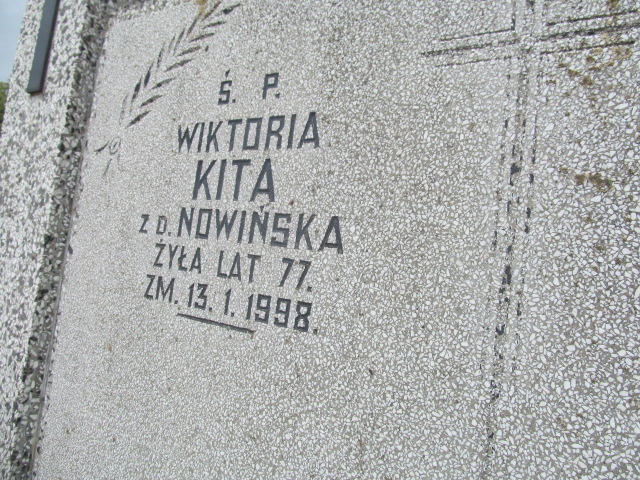 Ś. P.
WIKTORIA
KITA
Z D. NOWIŃSKA
ŻYŁA LAT 77.
ZM. 13. 1. 1998.